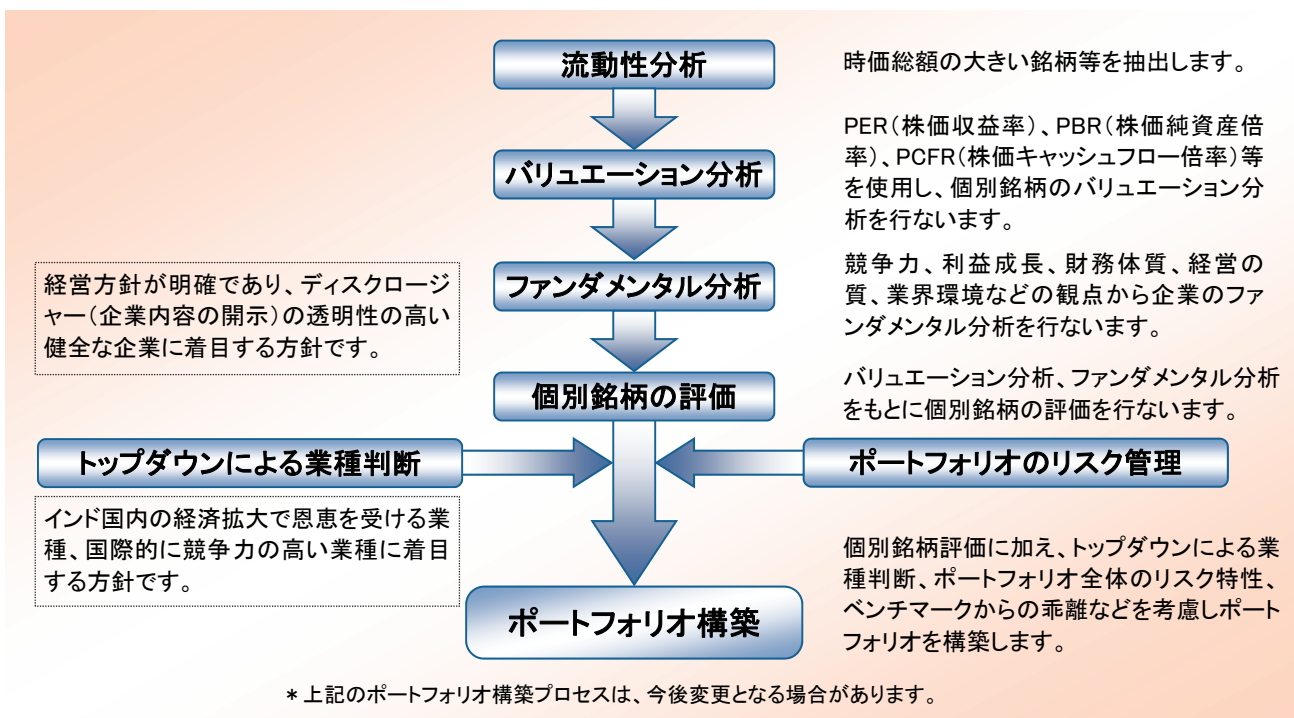 流動性分析
時価総額の大きい銘柄等を抽出します。
バリュエーション分析
PER(株価収益率)、PBR(株価純資産倍
率)、PCFR(株価キャッシュフロー倍率)等
を使用し、個別銘柄のバリュエーション分
析を行ないます。
経営方針が明確であり、ディスクロージ
ャー(企業内容の開示)の透明性の高い
健全な企業に着目する方針です。
ファンダメンタル分析
競争力、利益成長、財務体質、経営の
質、業界環境などの観点から企業のファ
ンダメンタル分析を行ないます。
個別銘柄の評価
バリュエーション分析、ファンダメンタル分析
をもとに個別銘柄の評価を行ないます。
トップダウンによる業種判断
ポートフォリオのリスク管理
インド国内の経済拡大で恩恵を受ける業
種、国際的に競争力の高い業種に着目
する方針です。
ポートフォリオ構築
個別銘柄評価に加え、トップダウンによる業
種判断、ポートフォリオ全体のリスク特性、
ベンチマークからの乖離などを考慮しポート
フォリオを構築します。
*上記のポートフォリオ構築プロセスは、今後変更となる場合があります。